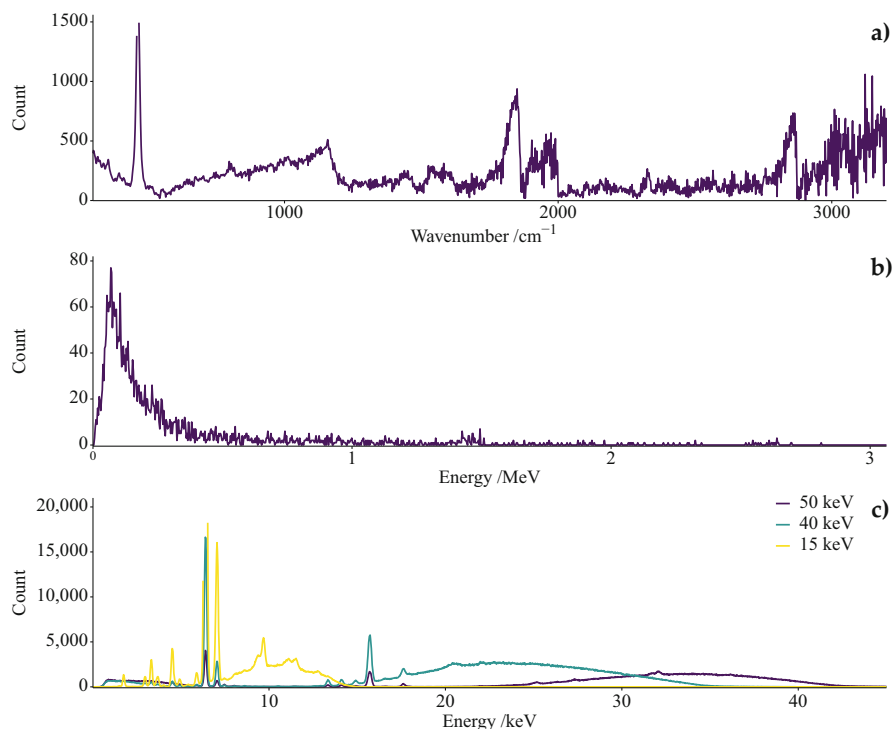 a)
1500
1000
500
0
Count
1000 2000 3000
Wavenumber /cm⁻¹
b)
80
60
40
20
0
Count
0 1 2 3
Energy /MeV
c)
50 keV
40 keV
15 keV
20,000
15,000
10,000
5,000
0
Count
10 20 30 40
Energy /keV